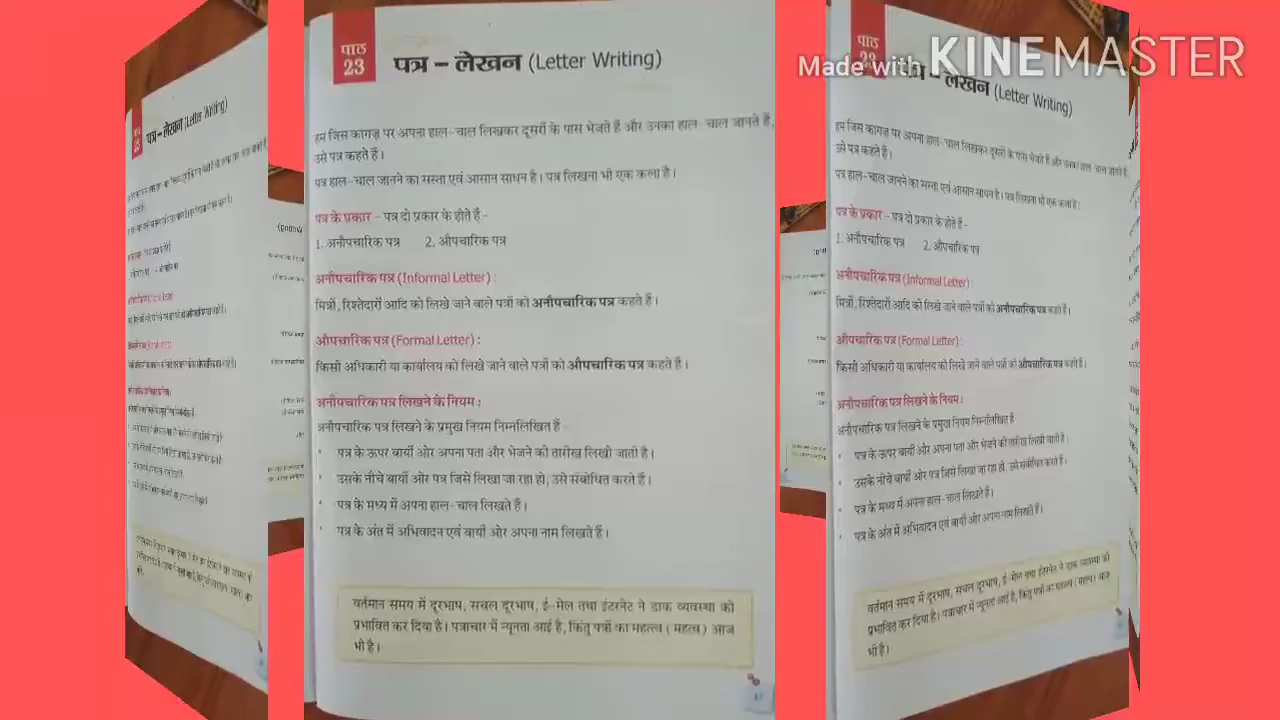 पाठ
23
पत्र – लेखन (Letter Writing)
हम जिस कागज़ पर अपना हाल-चाल लिखकर दूसरों के पास भेजते हैं और उनका हाल-चाल जानते हैं,
उसे पत्र कहते हैं।
पत्र हाल-चाल जानने का सस्ता एवं आसान साधन है। पत्र लिखना भी एक कला है।
पत्र के प्रकार – पत्र दो प्रकार के होते हैं -
1. अनौपचारिक पत्र 2. औपचारिक पत्र
अनौपचारिक पत्र (Informal Letter) :
मित्रों, रिश्तेदारों आदि को लिखे जाने वाले पत्रों को अनौपचारिक पत्र कहते हैं।
औपचारिक पत्र (Formal Letter) :
किसी अधिकारी या कार्यालय को लिखे जाने वाले पत्रों को औपचारिक पत्र कहते हैं।
अनौपचारिक पत्र लिखने के नियम :
अनौपचारिक पत्र लिखने के प्रमुख नियम निम्नलिखित हैं -
• पत्र के ऊपर बायीं ओर अपना पता और भेजने की तारीख लिखी जाती है।
• उसके नीचे बायीं ओर पत्र जिसे लिखा जा रहा हो, उसे संबोधित करते हैं।
• पत्र के मध्य में अपना हाल-चाल लिखते हैं।
• पत्र के अंत में अभिवादन एवं बायीं ओर अपना नाम लिखते हैं।
वर्तमान समय में दूरभाष, सचल दूरभाष, ई-मेल तथा इंटरनेट ने डाक व्यवस्था को
प्रभावित कर दिया है। पत्राचार में न्यूनता आई है, किंतु पत्रों का महत्त्व (महत्व) आज
भी है।
Made with KINEMASTER